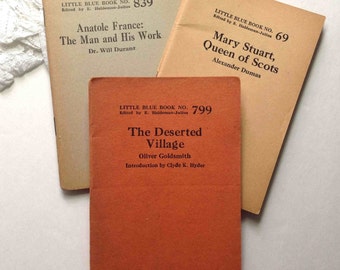 LITTLE BLUE BOOK NO. 839
Edited by E. Haldeman-Julius
Anatole France:
The Man and His Work
Dr. Will Durant
LITTLE BLUE BOOK NO. 69
Edited by E. Haldeman-Julius
Mary Stuart,
Queen of Scots
Alexander Dumas
LITTLE BLUE BOOK NO. 799
Edited by E. Haldeman-Julius
The Deserted
Village
Oliver Goldsmith
Introduction by Clyde K. Hyder